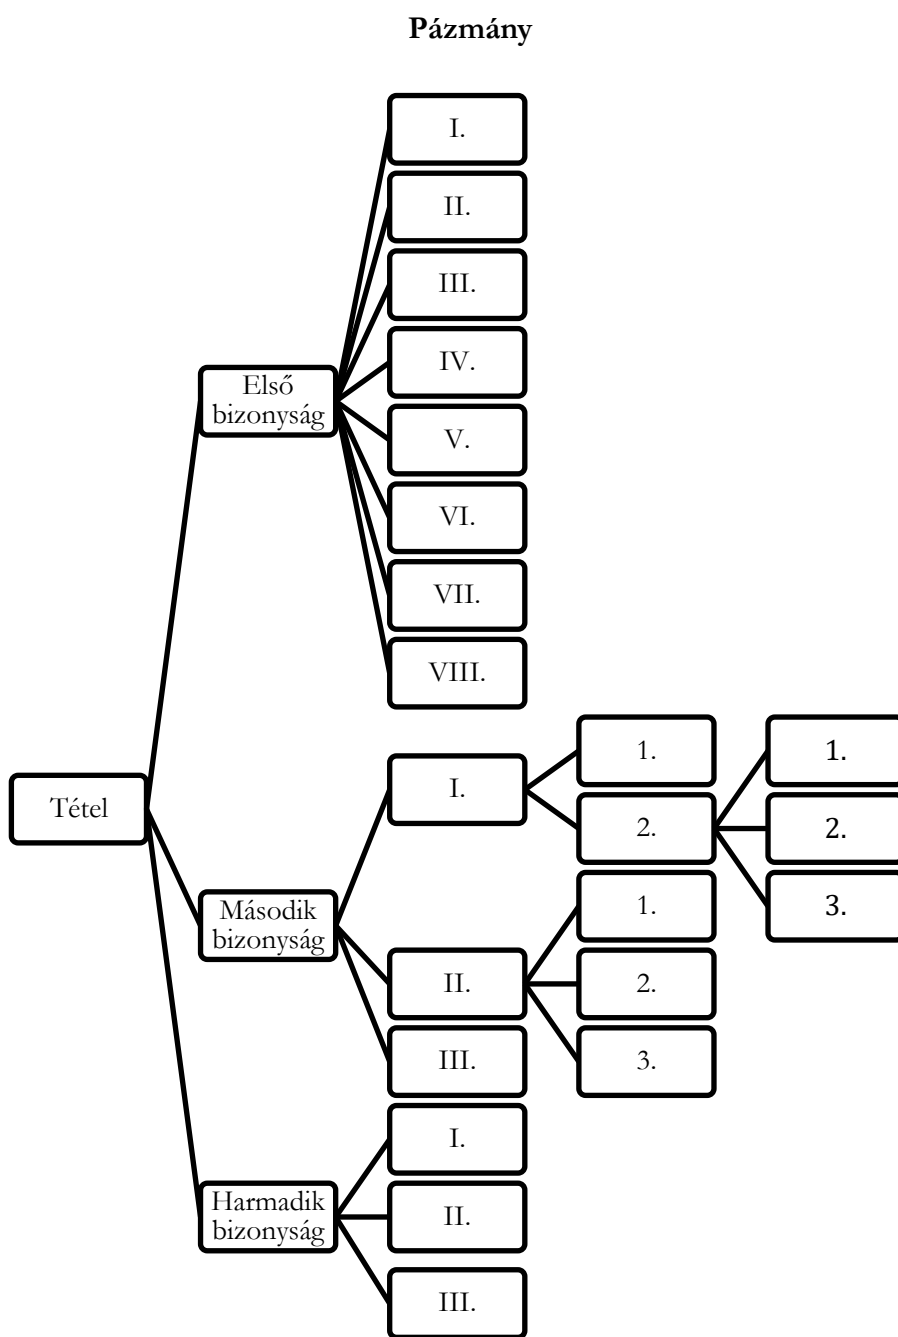 Pázmány
I.
II.
III.
IV.
V.
VI.
VII.
VIII.
Első
bizonyság
Tétel
I.
1.
2.
1.
2.
3.
Második
bizonyság
II.
1.
2.
3.
III.
Harmadik
bizonyság
I.
II.
III.